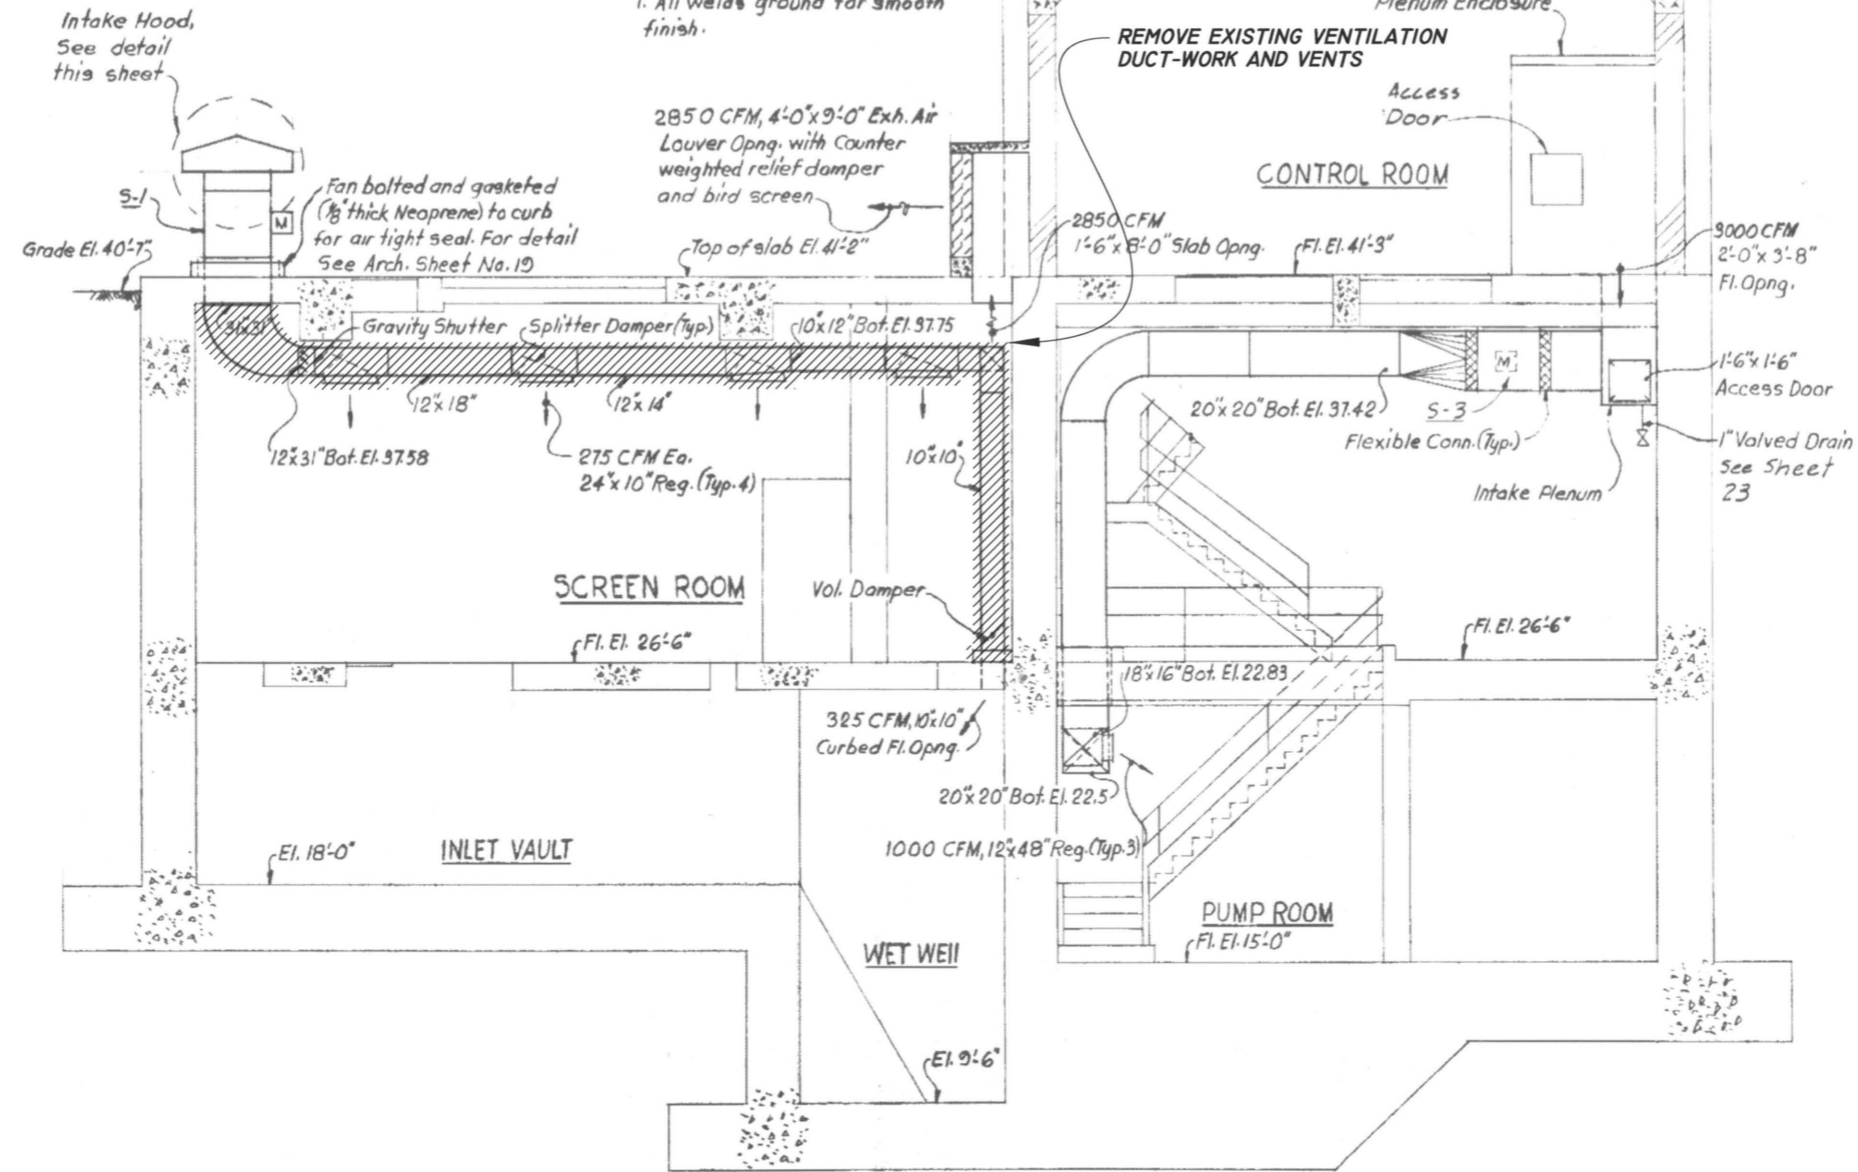 1. All welds ground for smooth
finish.
Plenum Enclosure
Intake Hood,
See detail
this sheet
REMOVE EXISTING VENTILATION
DUCT-WORK AND VENTS
Access
Door
2850 CFM, 4'-0"x9'-0" Exh. Air
Louver Opng. with Counter
weighted relief damper
and bird screen
CONTROL ROOM
S-1
M
Fan bolted and gasketed
(1/8" thick Neoprene) to curb
for air tight seal. For detail
See Arch. Sheet No. 19
Grade El. 40'-7"
Top of slab El. 41'-2"
2850 CFM
1'-6"x8'-0" Slab Opng.
Fl. El. 41'-3"
3000 CFM
2'-0"x3'-8"
Fl. Opng.
31"x31"
Gravity Shutter
Splitter Damper (Typ.)
10"x12" Bot. El. 37.75
M
1'-6"x1'-6"
Access Door
12"x18"
12"x14"
20"x20" Bot. El. 37.42
S-3
Flexible Conn. (Typ.)
1" Valved Drain
See Sheet
23
12"x31" Bot. El. 37.58
275 CFM Ea.
24"x10" Reg. (Typ. 4)
10"x10"
Intake Plenum
SCREEN ROOM
Vol. Damper
Fl. El. 26'-6"
Fl. El. 26'-6"
18"x16" Bot. El. 22.83
325 CFM, 10"x10"
Curbed Fl. Opng.
20"x20" Bot. El. 22.5
1000 CFM, 12"x48" Reg. (Typ. 3)
El. 18'-0"
INLET VAULT
PUMP ROOM
Fl. El. 15'-0"
WET WELL
El. 9'-6"